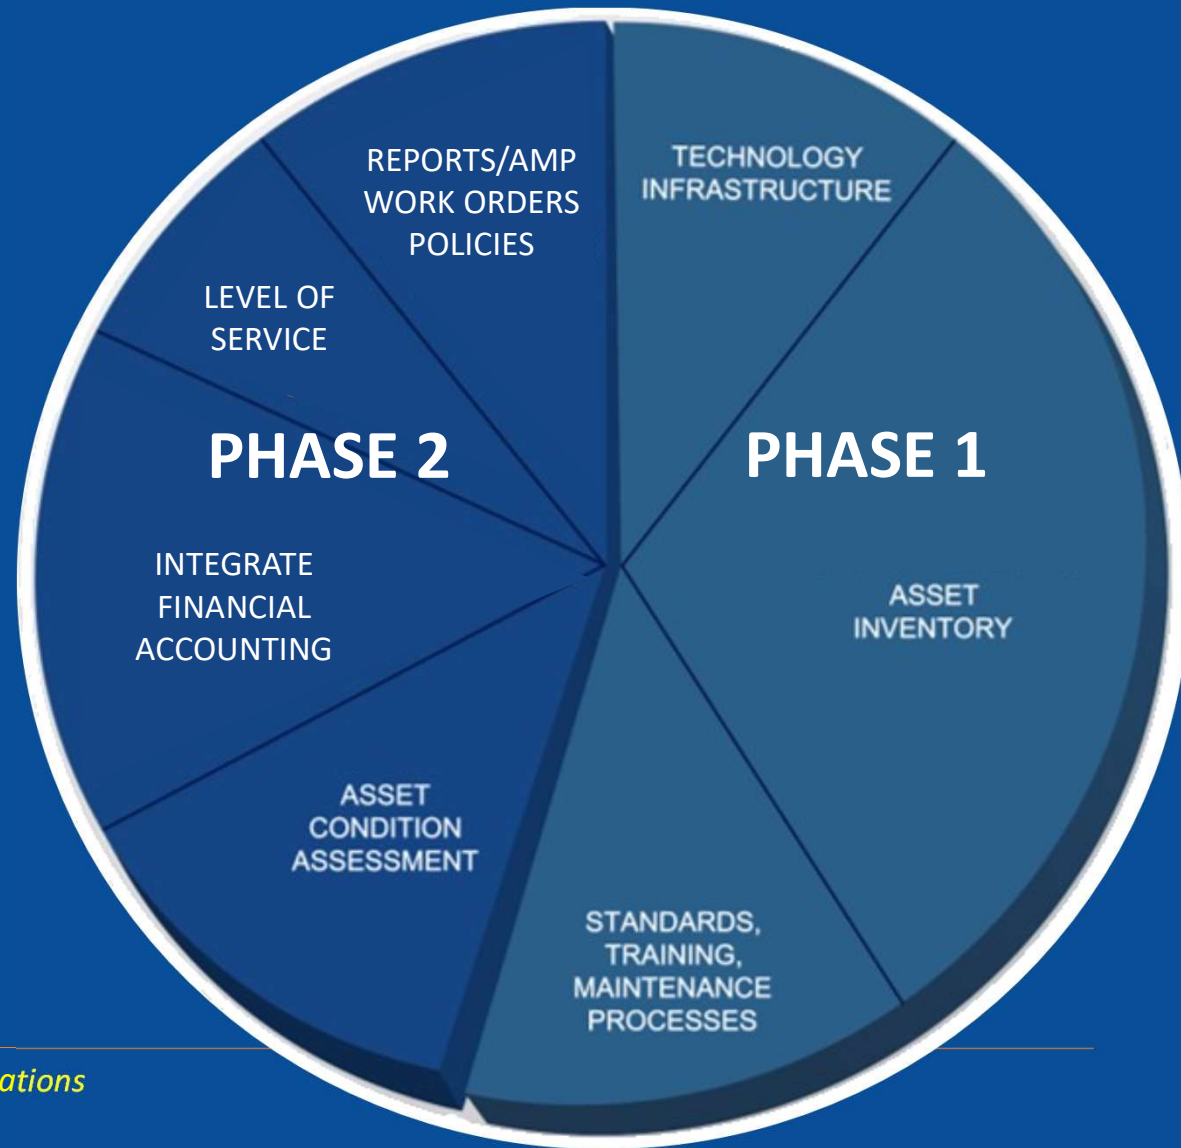 REPORTS/AMP
WORK ORDERS
POLICIES
TECHNOLOGY
INFRASTRUCTURE
LEVEL OF
SERVICE
PHASE 2
PHASE 1
INTEGRATE
FINANCIAL
ACCOUNTING
ASSET
INVENTORY
ASSET
CONDITION
ASSESSMENT
STANDARDS,
TRAINING,
MAINTENANCE
PROCESSES
ations